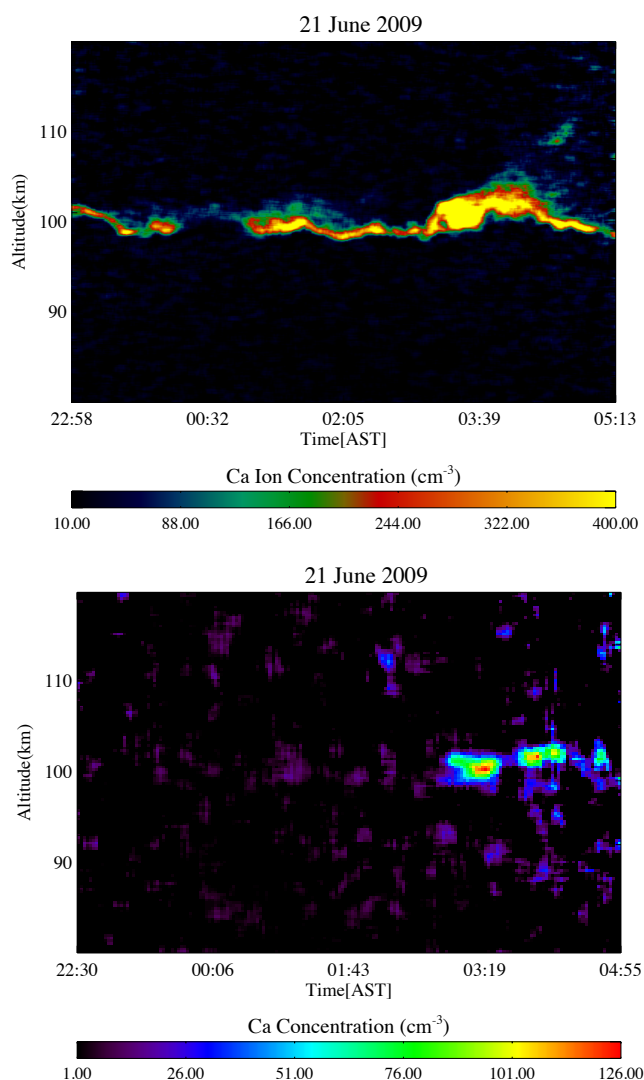 21 June 2009
110
100
90
Altitude(km)
22:58 00:32 02:05 03:39 05:13
Time[AST]
Ca Ion Concentration (cm-3)
10.00 88.00 166.00 244.00 322.00 400.00
21 June 2009
110
100
90
Altitude(km)
22:30 00:06 01:43 03:19 04:55
Time[AST]
Ca Concentration (cm-3)
1.00 26.00 51.00 76.00 101.00 126.00